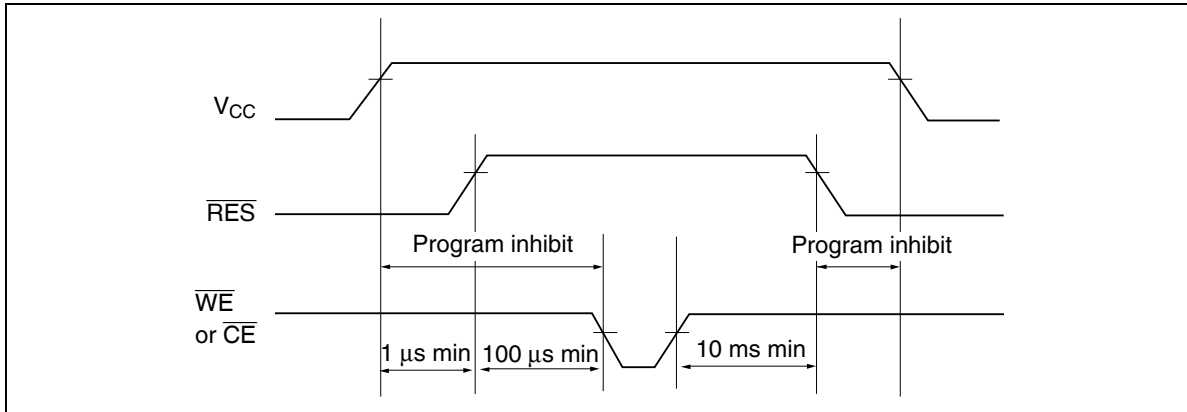 VCC
RES
Program inhibit
Program inhibit
WE
or CE
1 μs min
100 μs min
10 ms min